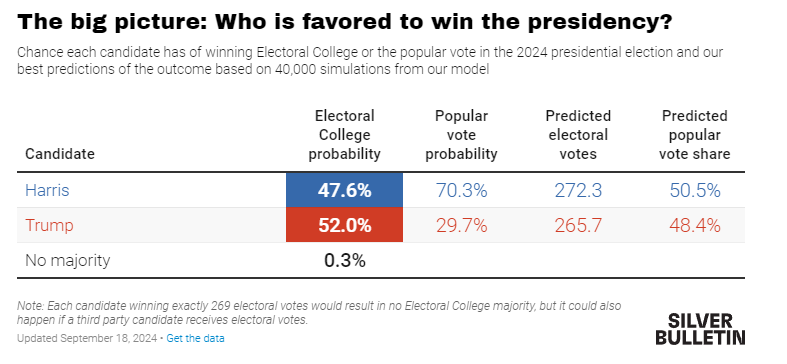 The big picture: Who is favored to win the presidency?
Chance each candidate has of winning Electoral College or the popular vote in the 2024 presidential election and our
best predictions of the outcome based on 40,000 simulations from our model
Candidate Electoral College probability Popular vote probability Predicted electoral votes Predicted popular vote share
Harris 47.6% 70.3% 272.3 50.5%
Trump 52.0% 29.7% 265.7 48.4%
No majority 0.3%
Note: Each candidate winning exactly 269 electoral votes would result in no Electoral College majority, but it could also
happen if a third party candidate receives electoral votes.
Updated September 18, 2024 • Get the data
SILVER
BULLETIN